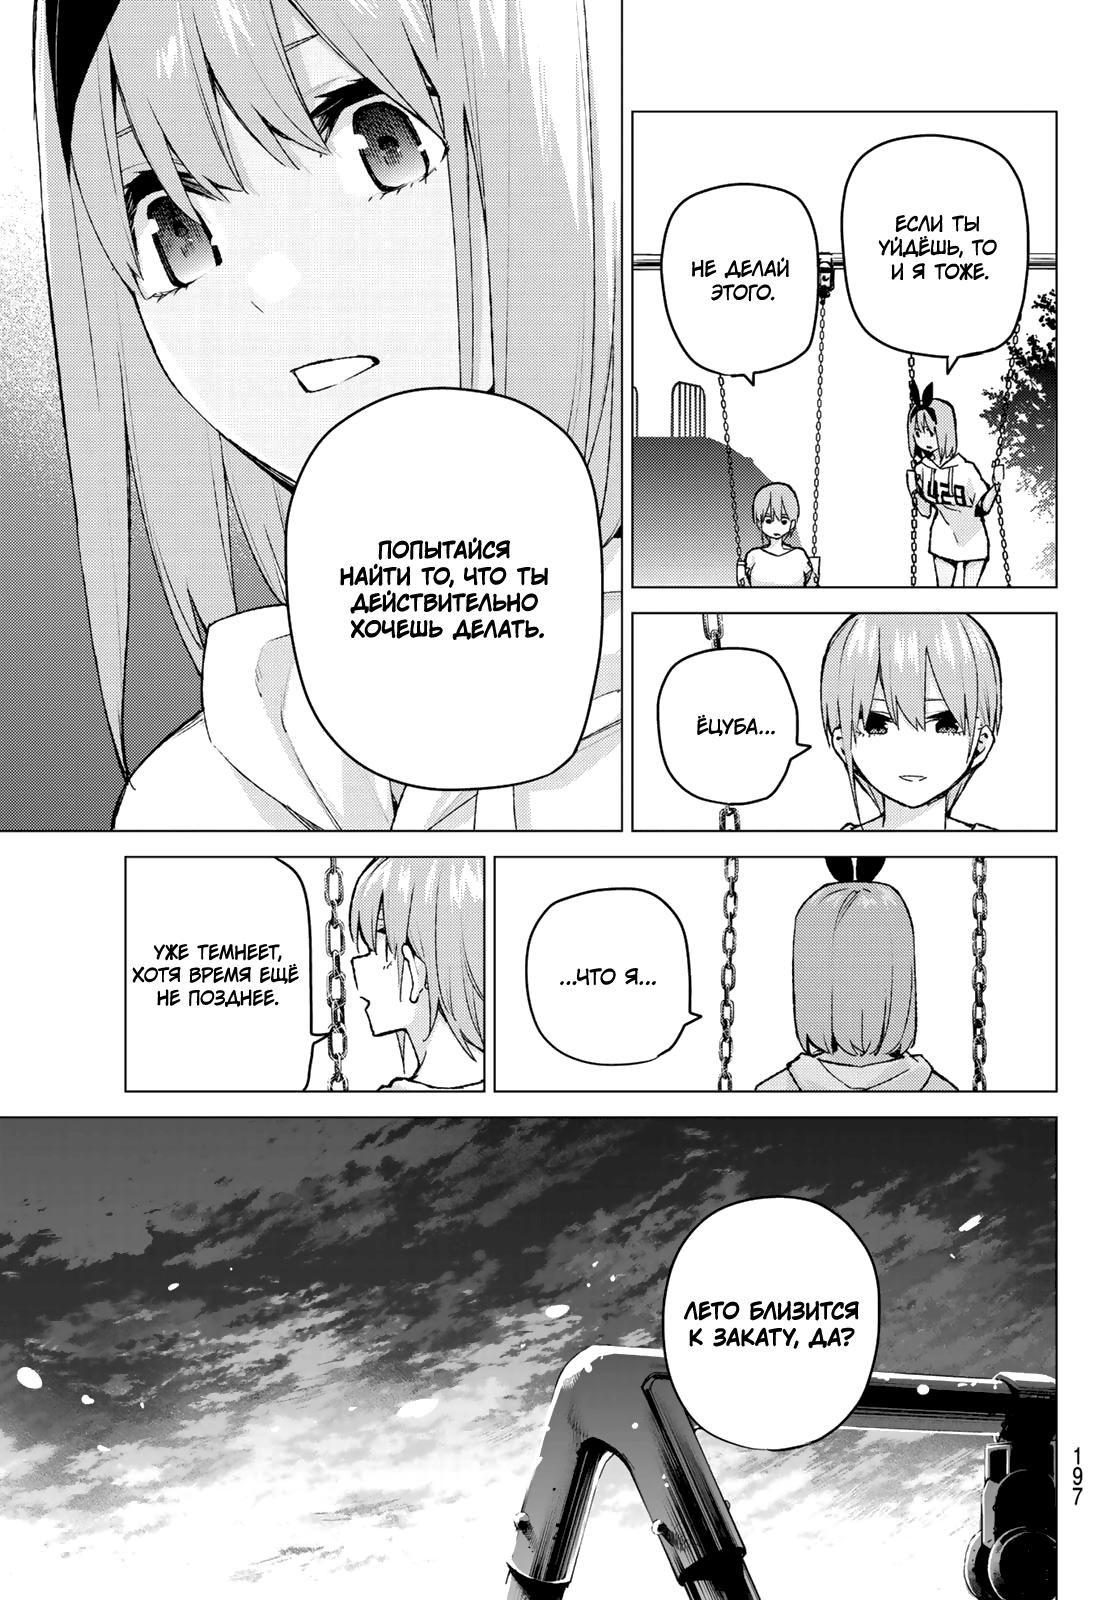 ЕСЛИ ТЫ
УЙДЁШЬ, ТО
И Я ТОЖЕ.
НЕ ДЕЛАЙ
ЭТОГО.
ПОПЫТАЙСЯ
НАЙТИ ТО, ЧТО ТЫ
ДЕЙСТВИТЕЛЬНО
ХОЧЕШЬ ДЕЛАТЬ.
ЁЦУБА...
...ЧТО Я...
УЖЕ ТЕМНЕЕТ,
ХОТЯ ВРЕМЯ ЕЩЁ
НЕ ПОЗДНЕЕ.
ЛЕТО БЛИЗИТСЯ
К ЗАКАТУ, ДА?
197